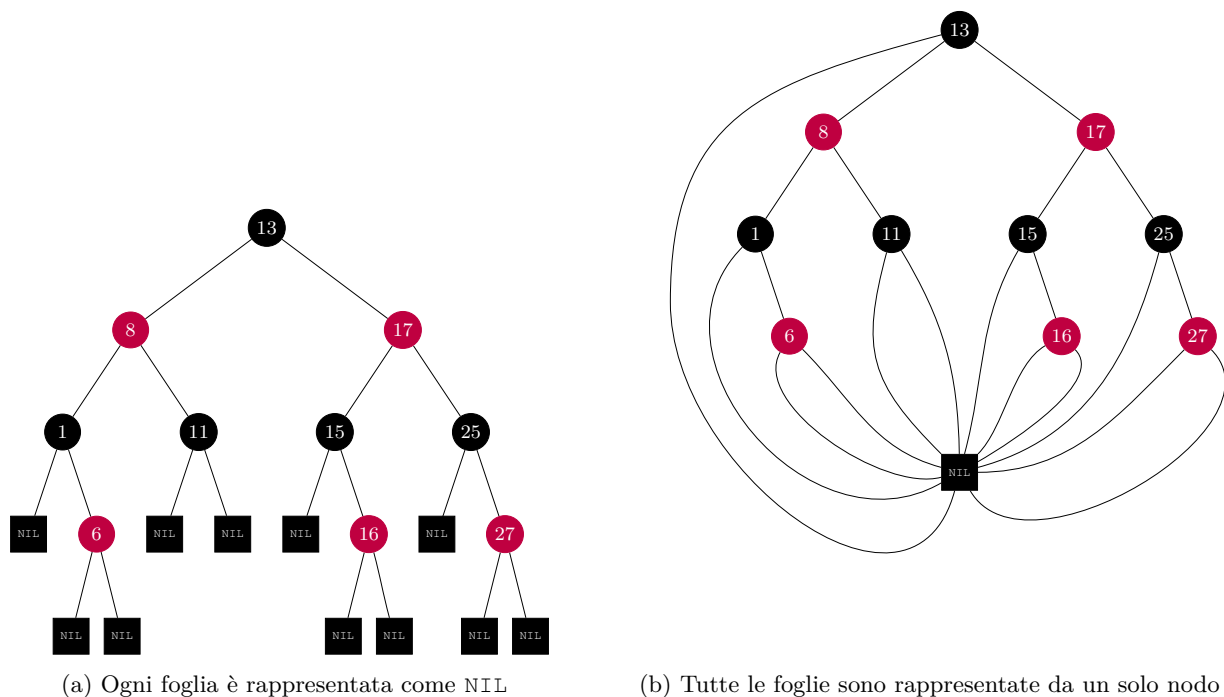 13
8 17
1 11 15 25
NIL 6 NIL NIL NIL 16 NIL 27
NIL NIL NIL NIL NIL NIL
(a) Ogni foglia è rappresentata come NIL
13
8 17
1 11 15 25
6 16 27
NIL
(b) Tutte le foglie sono rappresentate da un solo nodo